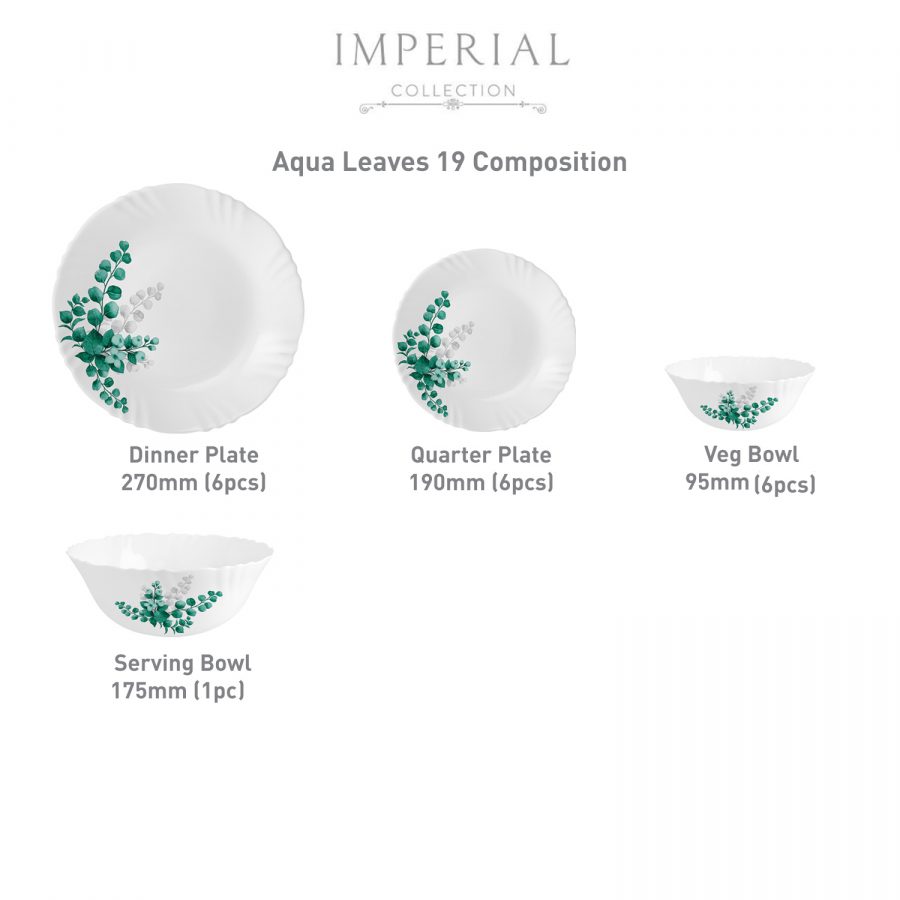 IMPERIAL
COLLECTION
Aqua Leaves 19 Composition
Dinner Plate
270mm (6pcs)
Quarter Plate
190mm (6pcs)
Veg Bowl
95mm (6pcs)
Serving Bowl
175mm (1pc)